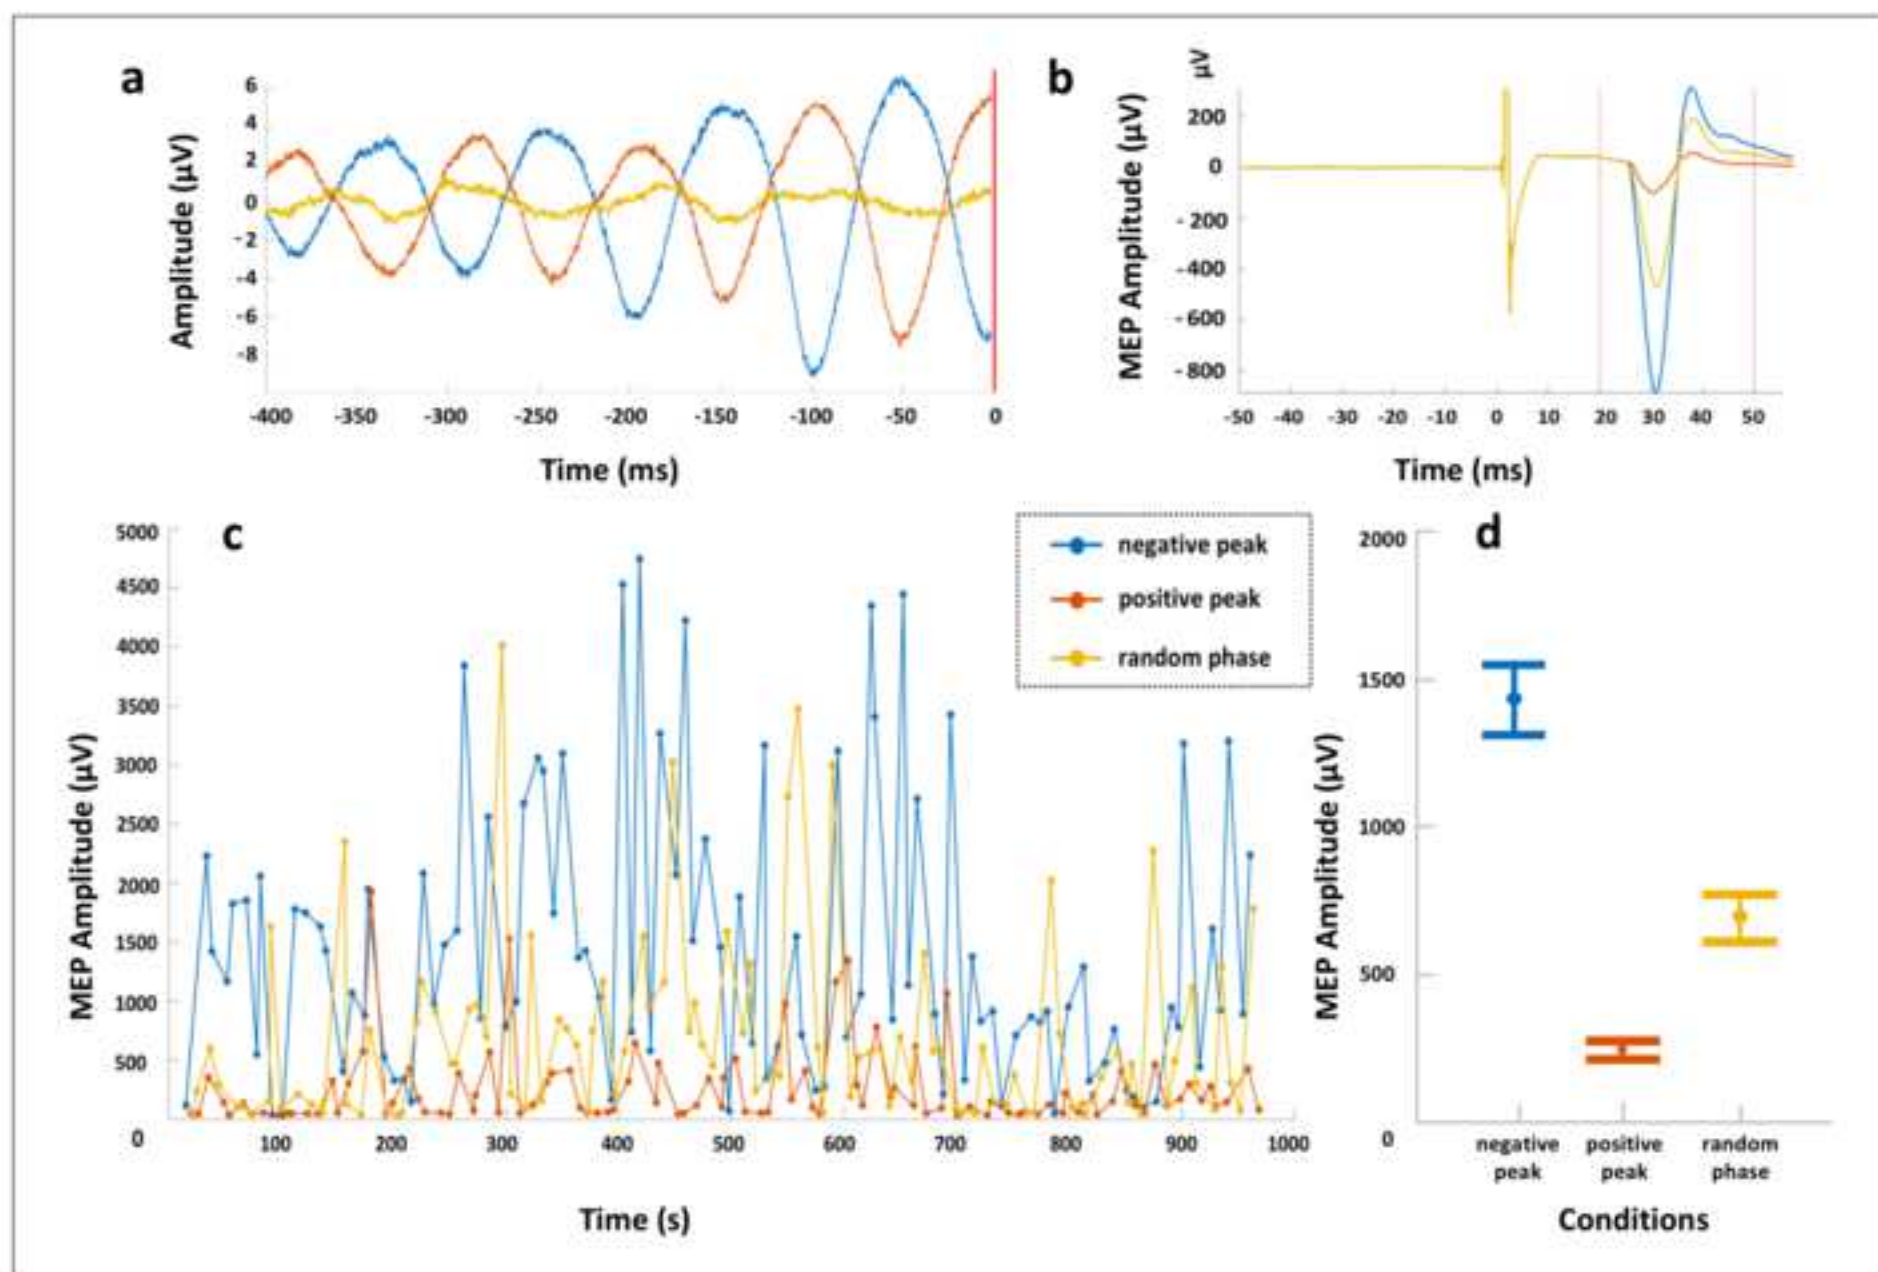 a
Amplitude (µV)
6
4
2
0
-2
-4
-6
-8
-400 -350 -300 -250 -200 -150 -100 -50 0
Time (ms)
b
µV
MEP Amplitude (µV)
200
0
- 200
- 400
- 600
- 800
-50 -40 -30 -20 -10 0 10 20 30 40 50
Time (ms)
c
MEP Amplitude (µV)
5000
4500
4000
3500
3000
2500
2000
1500
1000
500
0
100 200 300 400 500 600 700 800 900 1000
Time (s)
negative peak
positive peak
random phase
d
MEP Amplitude (µV)
2000
1500
1000
500
0
negative positive random
peak peak phase
Conditions